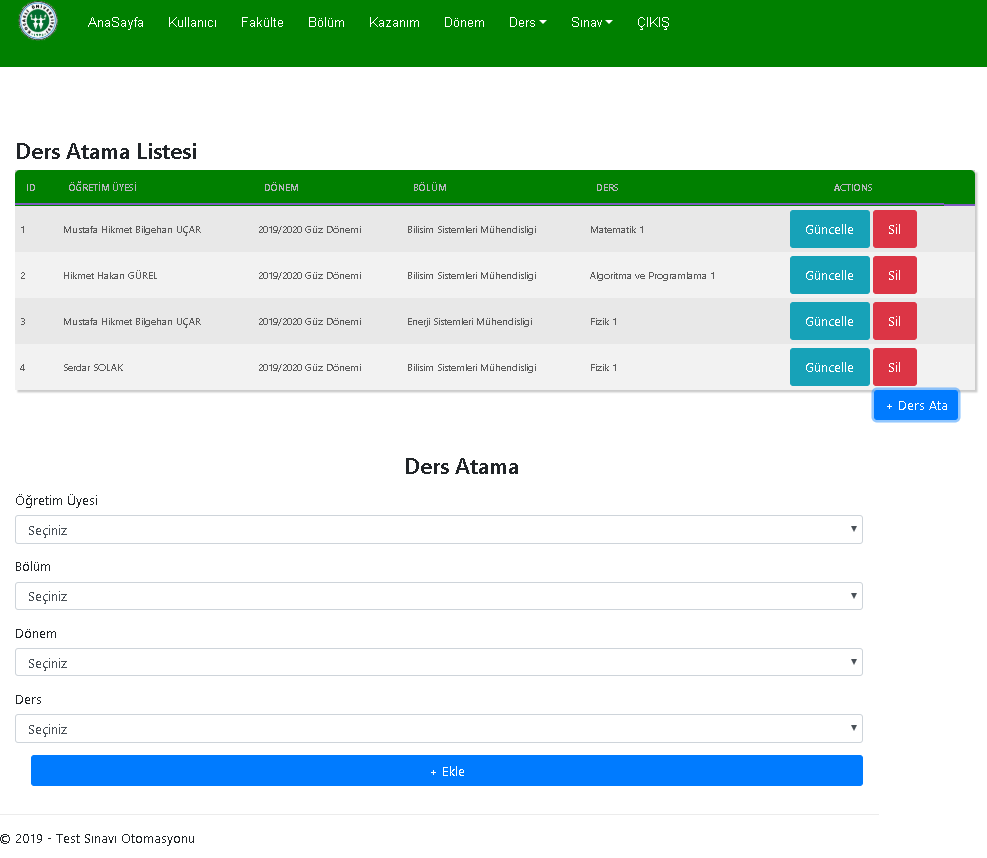 AnaSayfa Kullanıcı Fakülte Bölüm Kazanım Dönem Ders Sınav ÇIKIŞ
Ders Atama Listesi
ID ÖĞRETİM ÜYESİ DÖNEM BÖLÜM DERS ACTIONS
1 Mustafa Hikmet Bilgehan UÇAR 2019/2020 Güz Dönemi Bilisim Sistemleri Mühendisligi Matematik 1 Güncelle Sil
2 Hikmet Hakan GÜREL 2019/2020 Güz Dönemi Bilisim Sistemleri Mühendisligi Algoritma ve Programlama 1 Güncelle Sil
3 Mustafa Hikmet Bilgehan UÇAR 2019/2020 Güz Dönemi Enerji Sistemleri Mühendisligi Fizik 1 Güncelle Sil
4 Serdar SOLAK 2019/2020 Güz Dönemi Bilisim Sistemleri Mühendisligi Fizik 1 Güncelle Sil
+ Ders Ata
Ders Atama
Öğretim Üyesi
Seçiniz
Bölüm
Seçiniz
Dönem
Seçiniz
Ders
Seçiniz
+ Ekle
© 2019 - Test Sınavı Otomasyonu